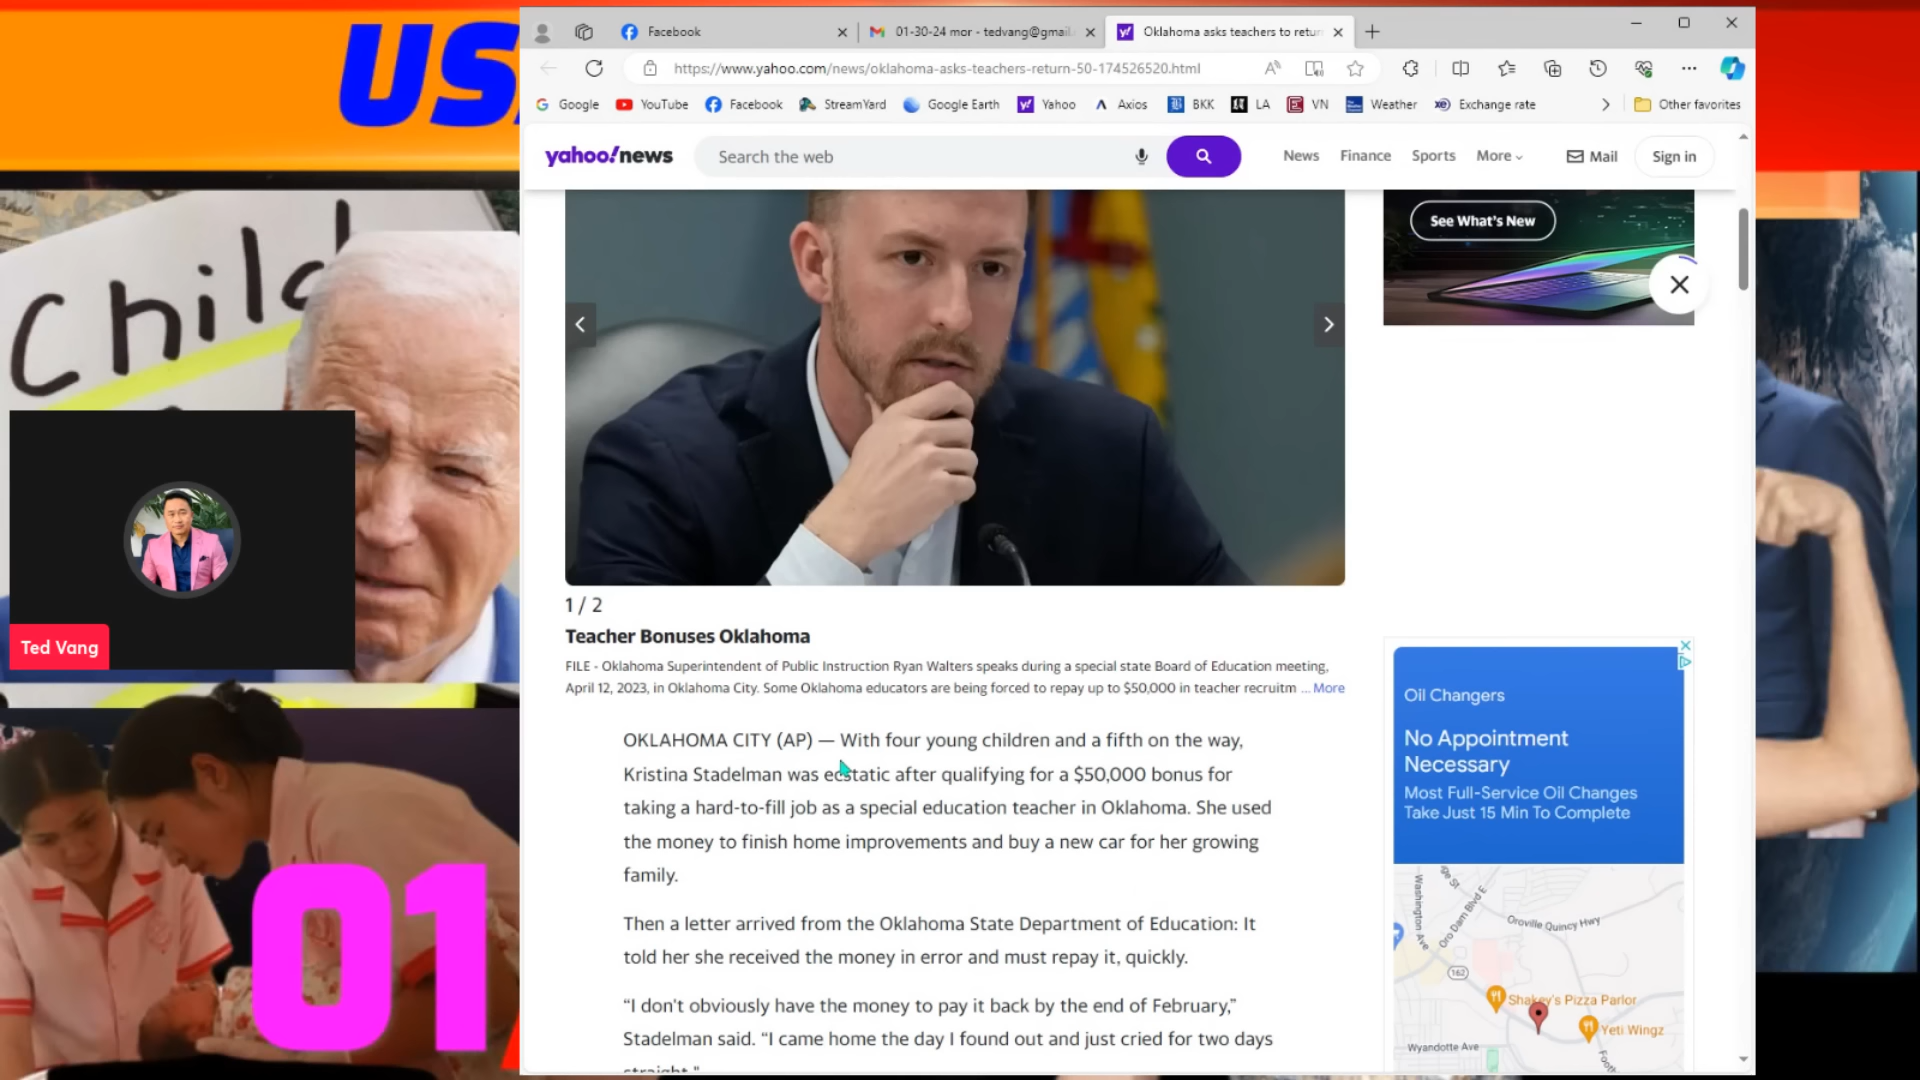 US
Child
Ted Vang
01
Facebook
01-30-24 mor - tedvang@gmail.
Oklahoma asks teachers to retur
https://www.yahoo.com/news/oklahoma-asks-teachers-return-50-174526520.html
Google
YouTube
Facebook
StreamYard
Google Earth
Yahoo
Axios
BKK
LA
VN
Weather
Exchange rate
Other favorites
yahoo!news
Search the web
News
Finance
Sports
More
Mail
Sign in
See What's New
1 / 2
Teacher Bonuses Oklahoma
FILE - Oklahoma Superintendent of Public Instruction Ryan Walters speaks during a special state Board of Education meeting,
April 12, 2023, in Oklahoma City. Some Oklahoma educators are being forced to repay up to $50,000 in teacher recruitm ... More
OKLAHOMA CITY (AP) — With four young children and a fifth on the way,
Kristina Stadelman was ecstatic after qualifying for a $50,000 bonus for
taking a hard-to-fill job as a special education teacher in Oklahoma. She used
the money to finish home improvements and buy a new car for her growing
family.
Then a letter arrived from the Oklahoma State Department of Education: It
told her she received the money in error and must repay it, quickly.
“I don't obviously have the money to pay it back by the end of February,”
Stadelman said. “I came home the day I found out and just cried for two days
straight.”
Oil Changers
No Appointment
Necessary
Most Full-Service Oil Changes
Take Just 15 Min To Complete
Washington Ave
Oro Dam Blvd E
Oroville Quincy Hwy
162
Shakey's Pizza Parlor
Yeti Wingz
Wyandotte Ave